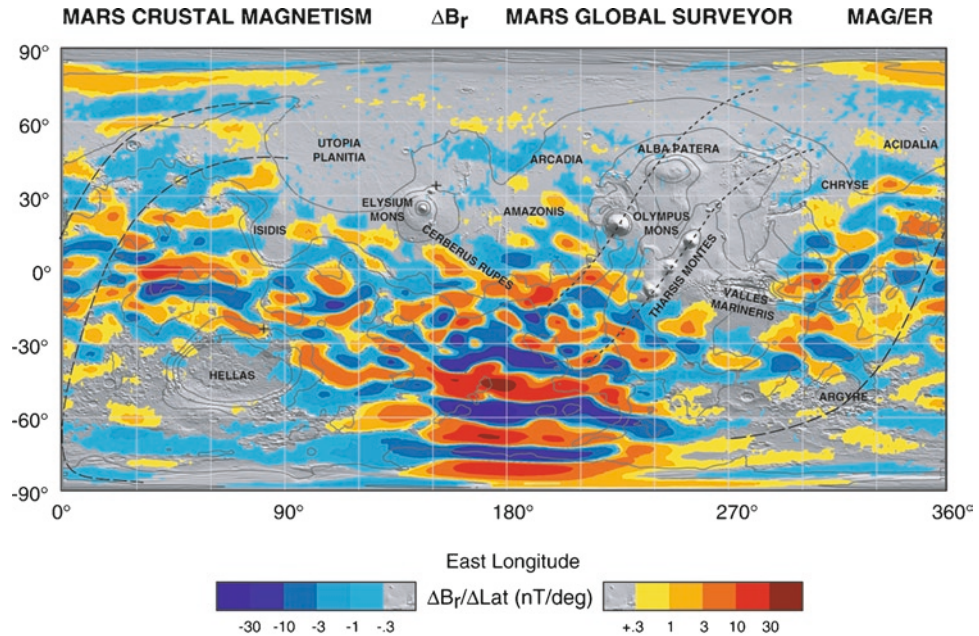 MARS CRUSTAL MAGNETISM ΔBr MARS GLOBAL SURVEYOR MAG/ER
90°
60°
30°
0°
-30°
-60°
-90°
UTOPIA
PLANITIA
ARCADIA
ALBA PATERA
ACIDALIA
CHRYSE
ELYSIUM
MONS
AMAZONIS
OLYMPUS
MONS
ISIDIS
CERBERUS RUPES
THARSIS MONTES
VALLES
MARINERIS
HELLAS
ARGYRE
0° 90° 180° 270° 360°
East Longitude
ΔBr/ΔLat (nT/deg)
-30 -10 -3 -1 -.3 +.3 1 3 10 30